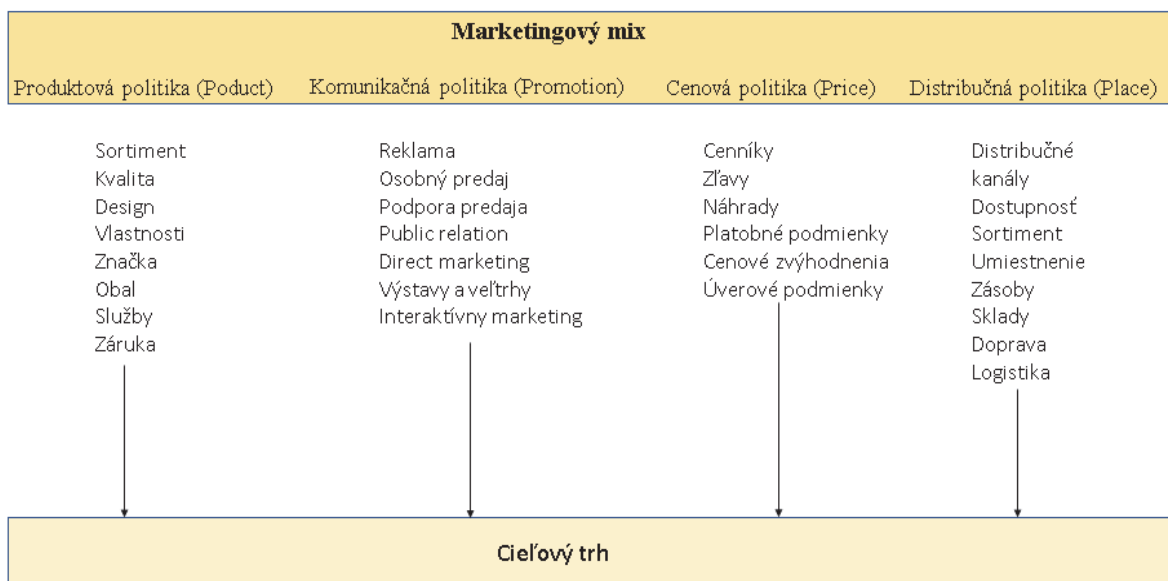 Marketingový mix
Produktová politika (Poduct)
Komunikačná politika (Promotion)
Cenová politika (Price)
Distribučná politika (Place)
Sortiment
Kvalita
Design
Vlastnosti
Značka
Obal
Služby
Záruka
Reklama
Osobný predaj
Podpora predaja
Public relation
Direct marketing
Výstavy a veľtrhy
Interaktívny marketing
Cenníky
Zľavy
Náhrady
Platobné podmienky
Cenové zvýhodnenia
Úverové podmienky
Distribučné
kanály
Dostupnosť
Sortiment
Umiestnenie
Zásoby
Sklady
Doprava
Logistika
Cieľový trh